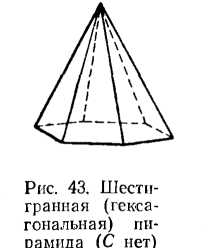 Рис. 43. Шести-
гранная (гекса-
гональная) пи-
рамида (С нет)